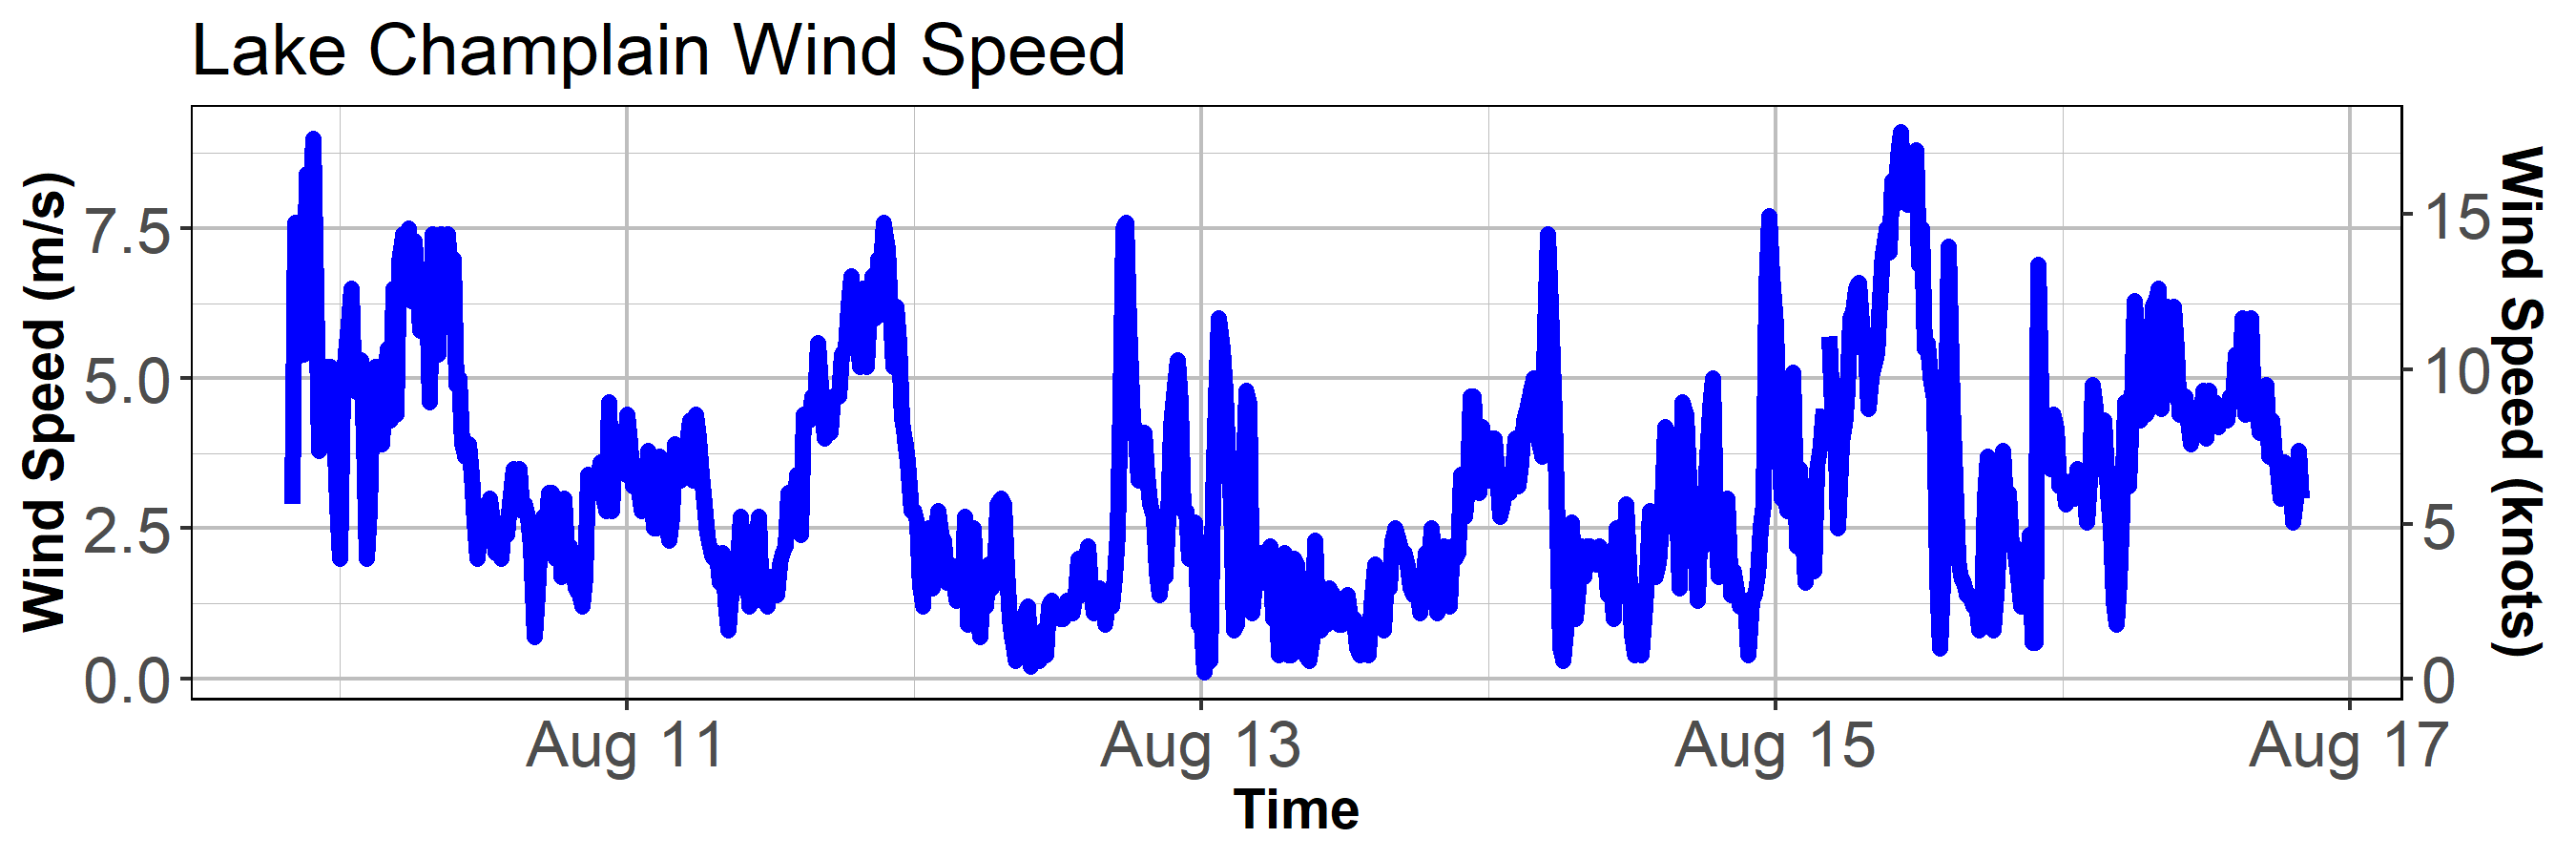 Lake Champlain Wind Speed
Wind Speed (m/s)
7.5
5.0
2.5
0.0
15
10
5
0
Wind Speed (knots)
Aug 11 Aug 13 Aug 15 Aug 17
Time